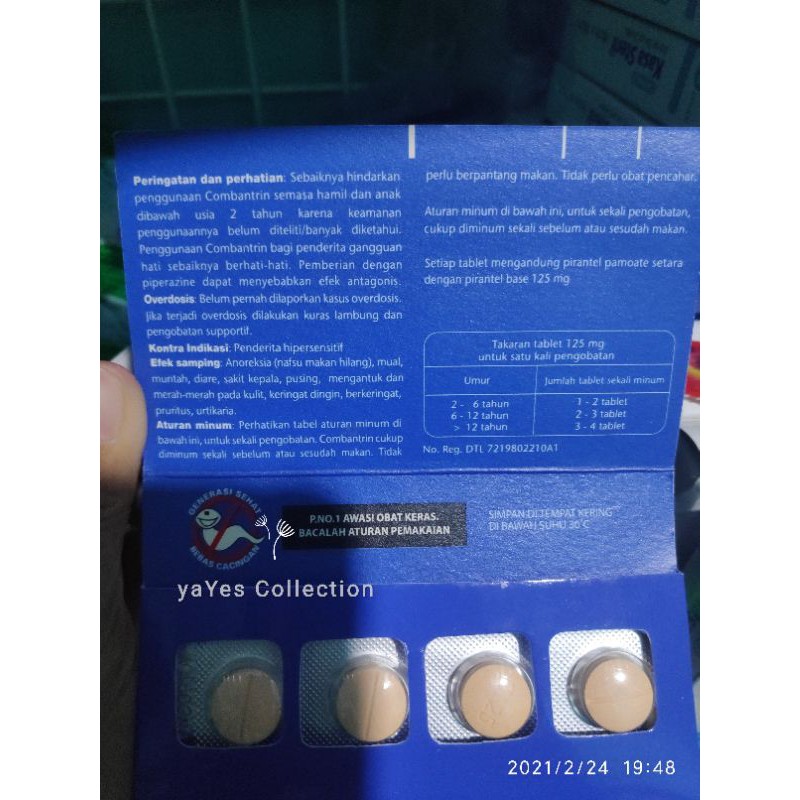 Kasa Steril
Peringatan dan perhatian: Sebaiknya hindarkan
penggunaan Combantrin semasa hamil dan anak
dibawah usia 2 tahun karena keamanan
penggunaannya belum diteliti/banyak diketahui.
Penggunaan Combantrin bagi penderita gangguan
hati sebaiknya berhati-hati. Pemberian dengan
piperazine dapat menyebabkan efek antagonis.
Overdosis: Belum pernah dilaporkan kasus overdosis.
Jika terjadi overdosis dilakukan kuras lambung dan
pengobatan supportif.
Kontra Indikasi: Penderita hipersensitif
Efek samping: Anoreksia (nafsu makan hilang), mual,
muntah, diare, sakit kepala, pusing, mengantuk dan
merah-merah pada kulit, keringat dingin, berkeringat,
pruritus, urtikaria.
Aturan minum: Perhatikan tabel aturan minum di
bawah ini, untuk sekali pengobatan. Combantrin cukup
diminum sekali sebelum atau sesudah makan. Tidak
perlu berpantang makan. Tidak perlu obat pencahar.
Aturan minum di bawah ini, untuk sekali pengobatan,
cukup diminum sekali sebelum atau sesudah makan.
Setiap tablet mengandung pirantel pamoate setara
dengan pirantel base 125 mg
Takaran tablet 125 mg
untuk satu kali pengobatan
Umur Jumlah tablet sekali minum
2 - 6 tahun 1 - 2 tablet
6 - 12 tahun 2 - 3 tablet
> 12 tahun 3 - 4 tablet
No. Reg. DTL 7219802210A1
GENERASI SEHAT
BEBAS CACINGAN
P.NO.1 AWAS! OBAT KERAS.
BACALAH ATURAN PEMAKAIAN
SIMPAN DI TEMPAT KERING
DI BAWAH SUHU 30°C
yaYes Collection
2021/2/24 19:48